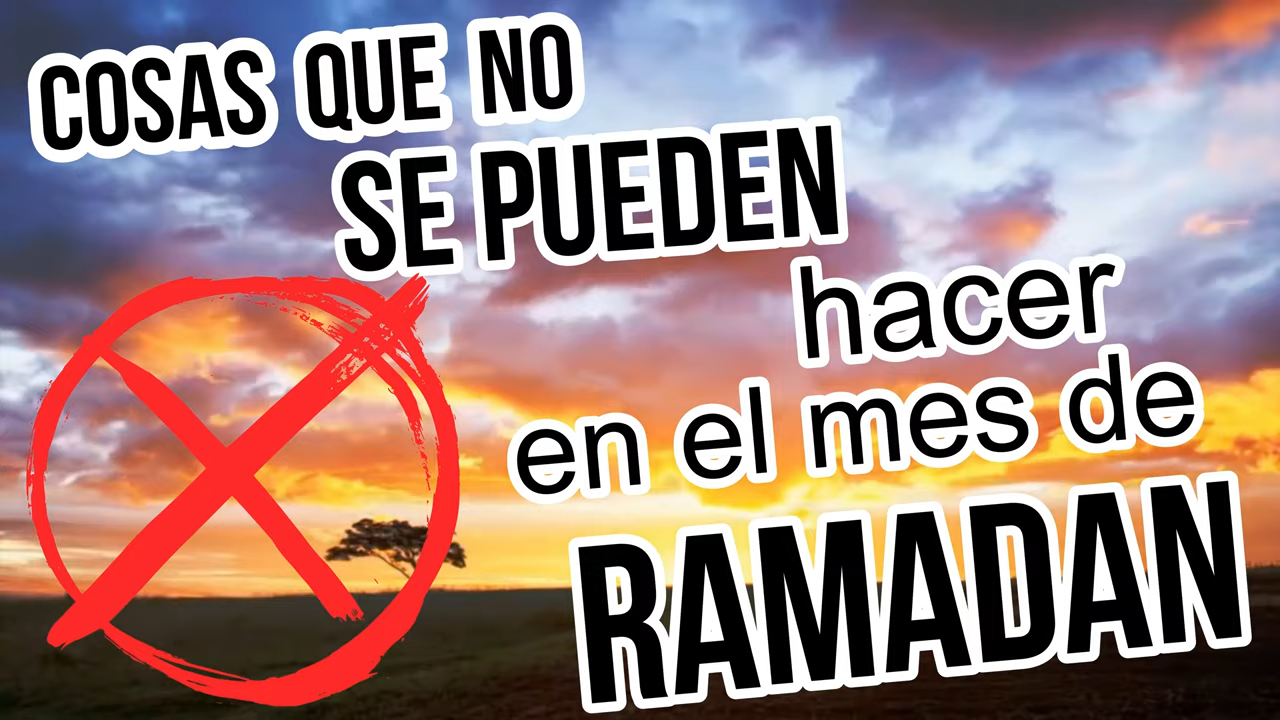 COSAS QUE NO
SE PUEDEN
hacer
en el mes de
RAMADAN